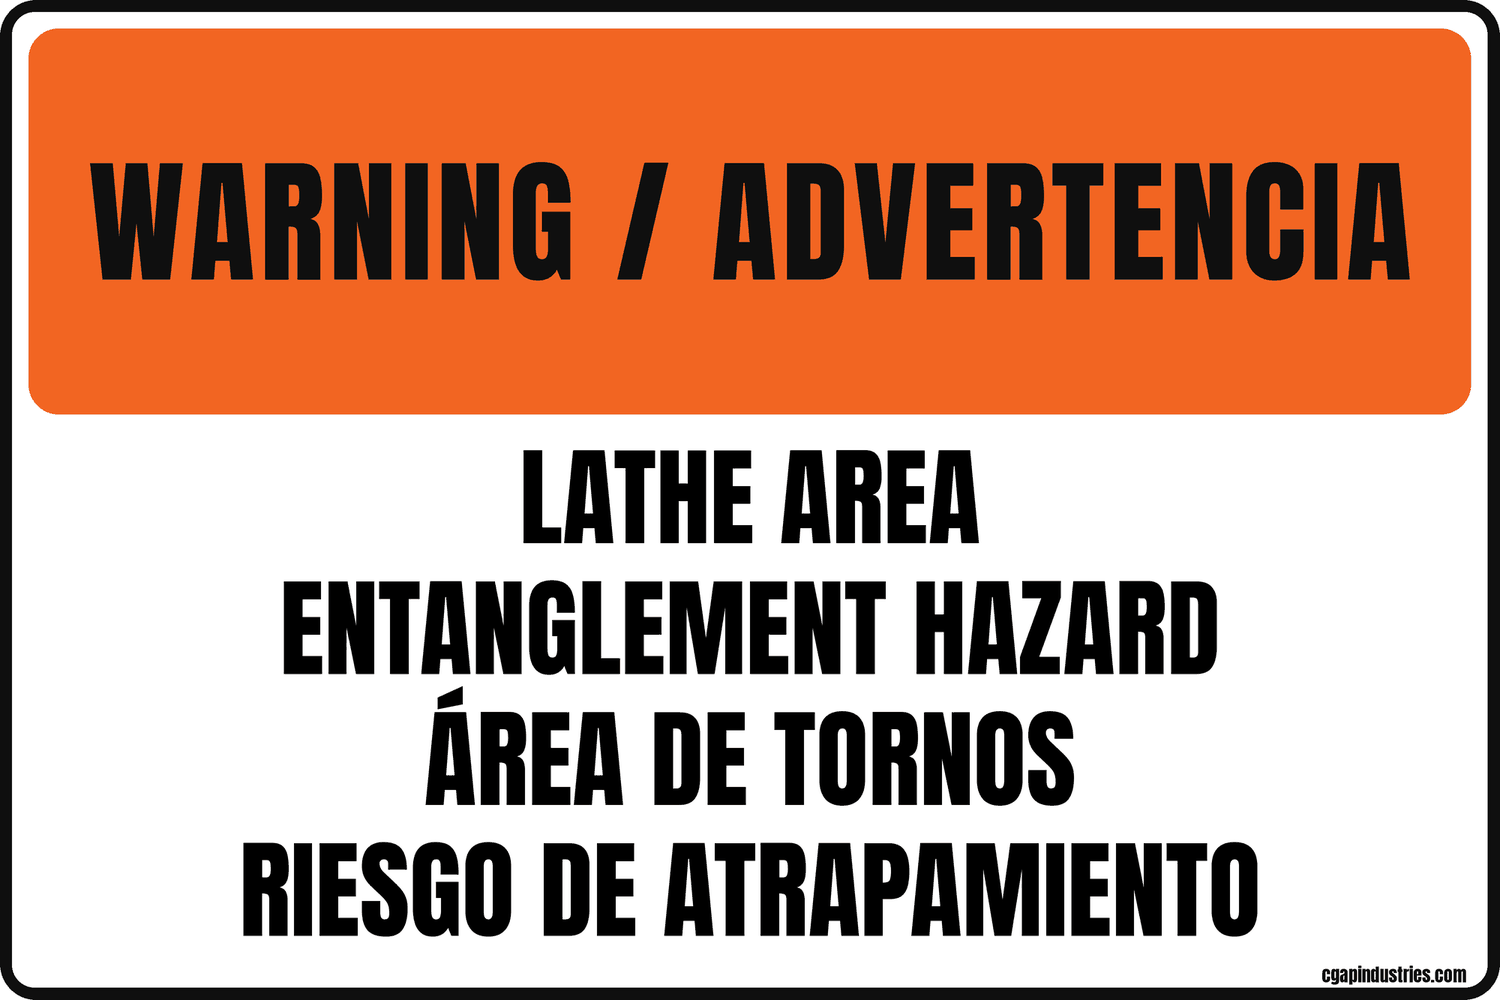 WARNING / ADVERTENCIA
LATHE AREA
ENTANGLEMENT HAZARD
ÁREA DE TORNOS
RIESGO DE ATRAPAMIENTO
cgapindustries.com